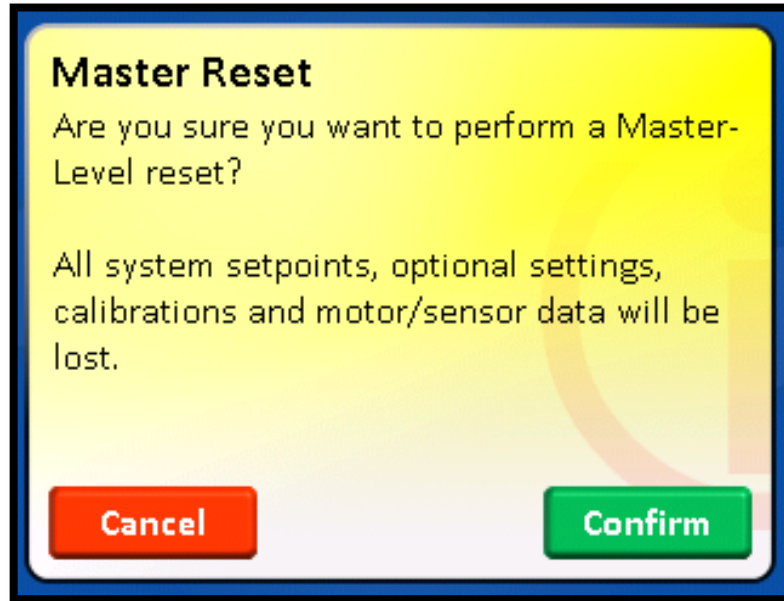 Master Reset
Are you sure you want to perform a Master-
Level reset?
All system setpoints, optional settings,
calibrations and motor/sensor data will be
lost.
Cancel
Confirm